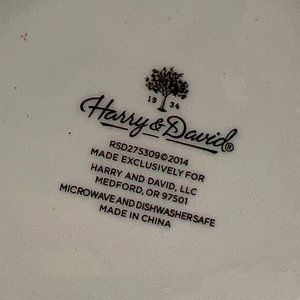 19 34
Harry & David®
RSD275309©2014
MADE EXCLUSIVELY FOR
HARRY AND DAVID, LLC
MEDFORD, OR 97501
MICROWAVE AND DISHWASHER SAFE
MADE IN CHINA